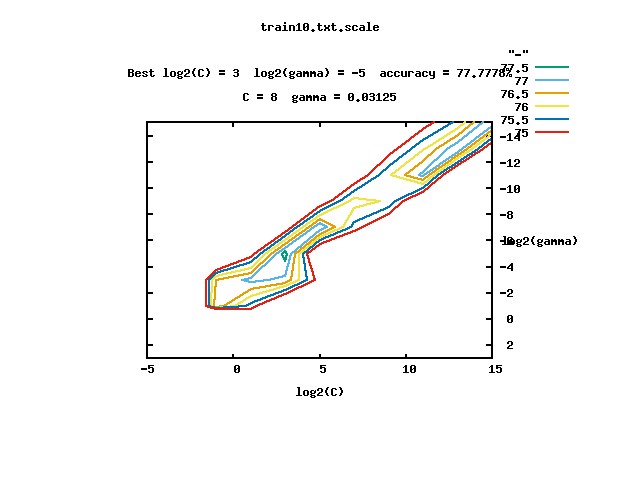 train10.txt.scale
"-"
Best log2(C) = 3  log2(gamma) = -5  accuracy = 77.7778%
77.5
77
76.5
C = 8  gamma = 0.03125
76
75.5
75
-14
-12
-10
-8
-6
log2(gamma)
-4
-2
0
2
-5 0 5 10 15
log2(C)